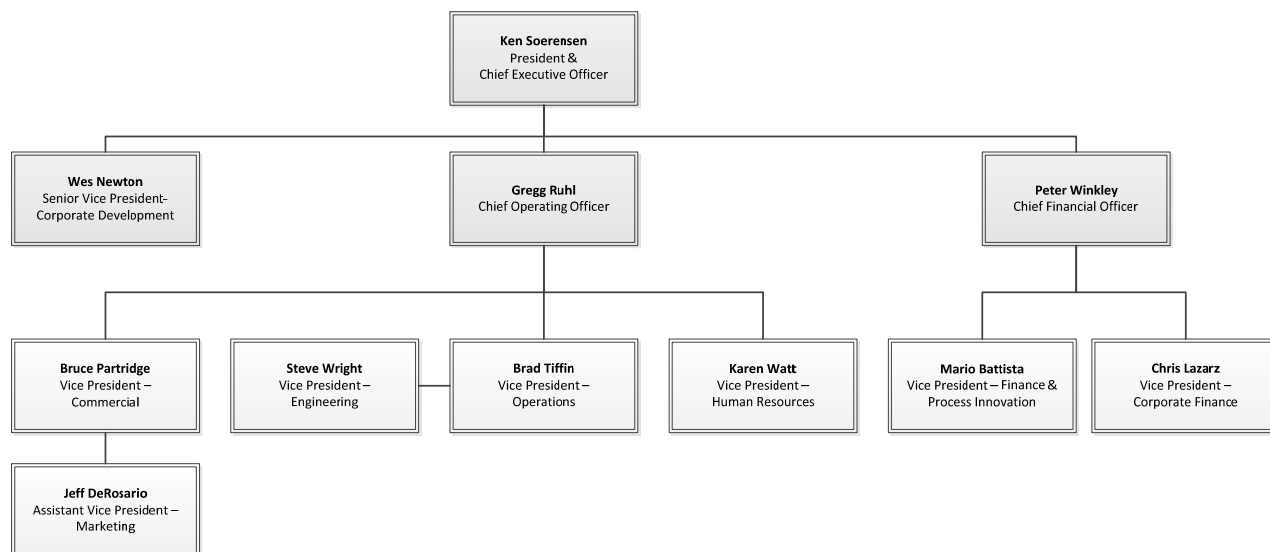 Ken Soerensen
President &
Chief Executive Officer
Wes Newton
Senior Vice President-
Corporate Development
Gregg Ruhl
Chief Operating Officer
Peter Winkley
Chief Financial Officer
Bruce Partridge
Vice President –
Commercial
Steve Wright
Vice President –
Engineering
Brad Tiffin
Vice President –
Operations
Karen Watt
Vice President –
Human Resources
Mario Battista
Vice President – Finance &
Process Innovation
Chris Lazarz
Vice President –
Corporate Finance
Jeff DeRosario
Assistant Vice President –
Marketing